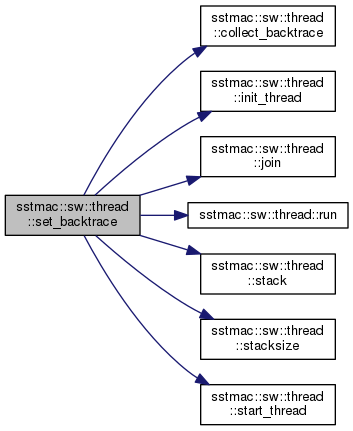 sstmac::sw::thread
::set_backtrace
sstmac::sw::thread
::collect_backtrace
sstmac::sw::thread
::init_thread
sstmac::sw::thread
::join
sstmac::sw::thread::run
sstmac::sw::thread
::stack
sstmac::sw::thread
::stacksize
sstmac::sw::thread
::start_thread